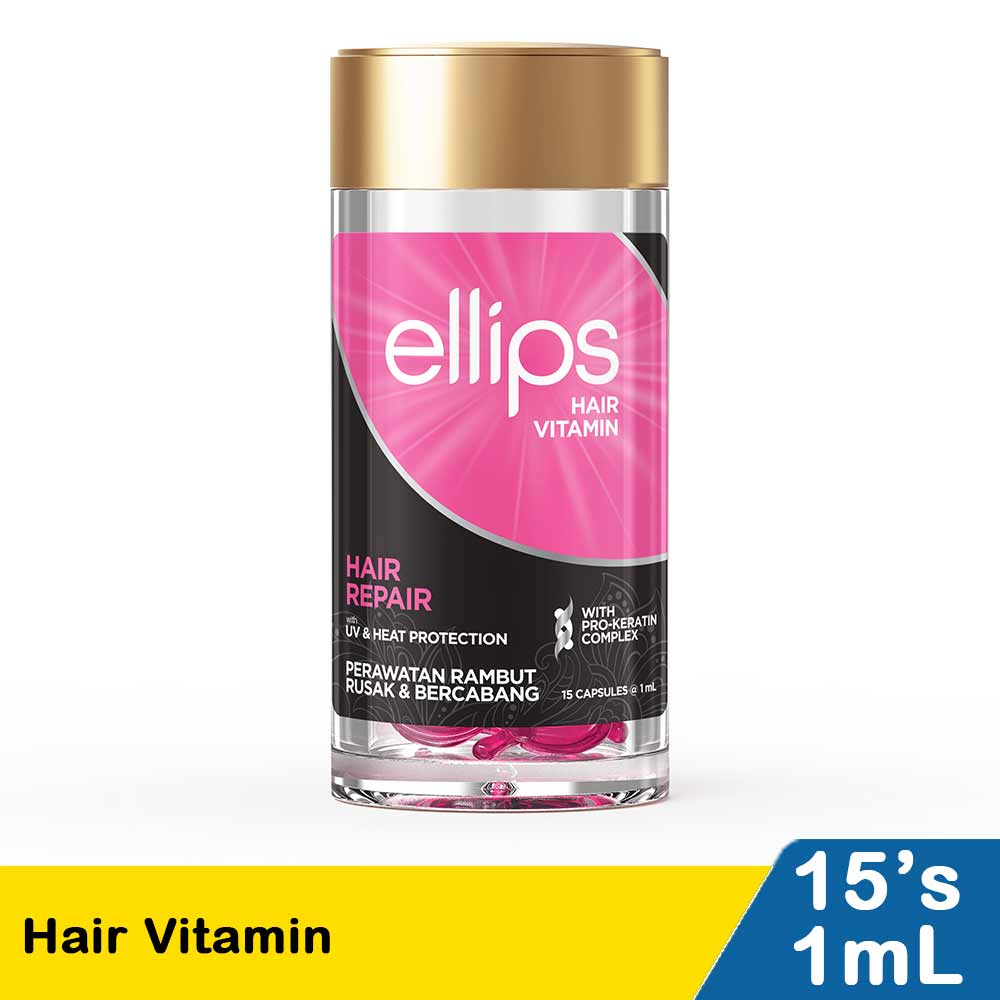 ellips
HAIR
VITAMIN
HAIR
REPAIR
with
UV & HEAT PROTECTION
WITH
PRO-KERATIN
COMPLEX
PERAWATAN RAMBUT
RUSAK & BERCABANG
15 CAPSULES @ 1 mL
Hair Vitamin
15’s
1mL